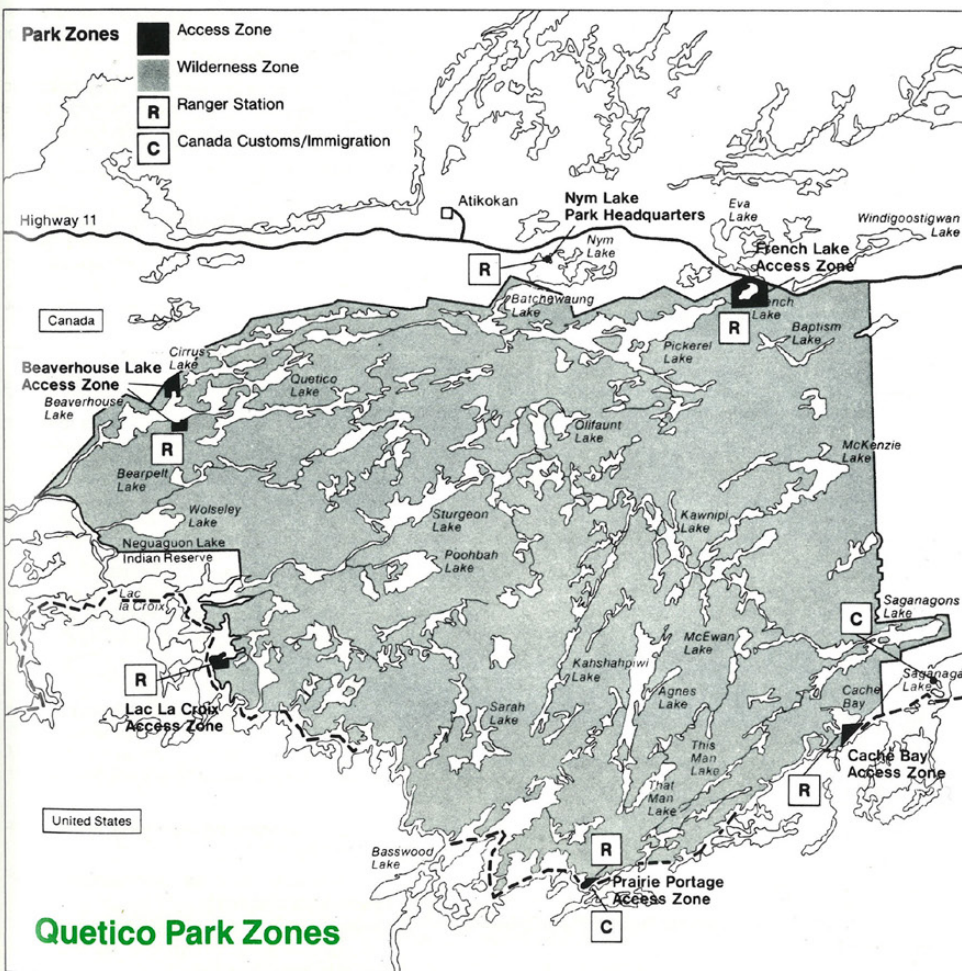 Park Zones
Access Zone
Wilderness Zone
R
Ranger Station
C
Canada Customs/Immigration
Highway 11
Atikokan
Nym Lake
Park Headquarters
Eva
Lake
Windigoostigwan
Lake
Nym
Lake
French Lake
Access Zone
R
Batchewaung
Lake
ench
Lake
R
Canada
Baptism
Lake
Pickerel
Lake
Cirrus
Lake
Beaverhouse Lake
Access Zone
Quetico
Lake
Beaverhouse
Lake
R
Olifaunt
Lake
McKenzie
Lake
Bearpelt
Lake
Wolseley
Lake
Sturgeon
Lake
Kawnipi
Lake
Neguaguon Lake
Indian Reserve
Poohbah
Lake
Lac
la Croix
C
Saganagons
Lake
McEwan
Lake
R
Kahshahpiwi
Lake
Saganaga
Lake
Agnes
Lake
Cache
Bay
Lac La Croix
Access Zone
Sarah
Lake
This
Man
Lake
Cache Bay
Access Zone
R
That
Man
Lake
United States
Basswood
Lake
R
Prairie Portage
Access Zone
C
Quetico Park Zones